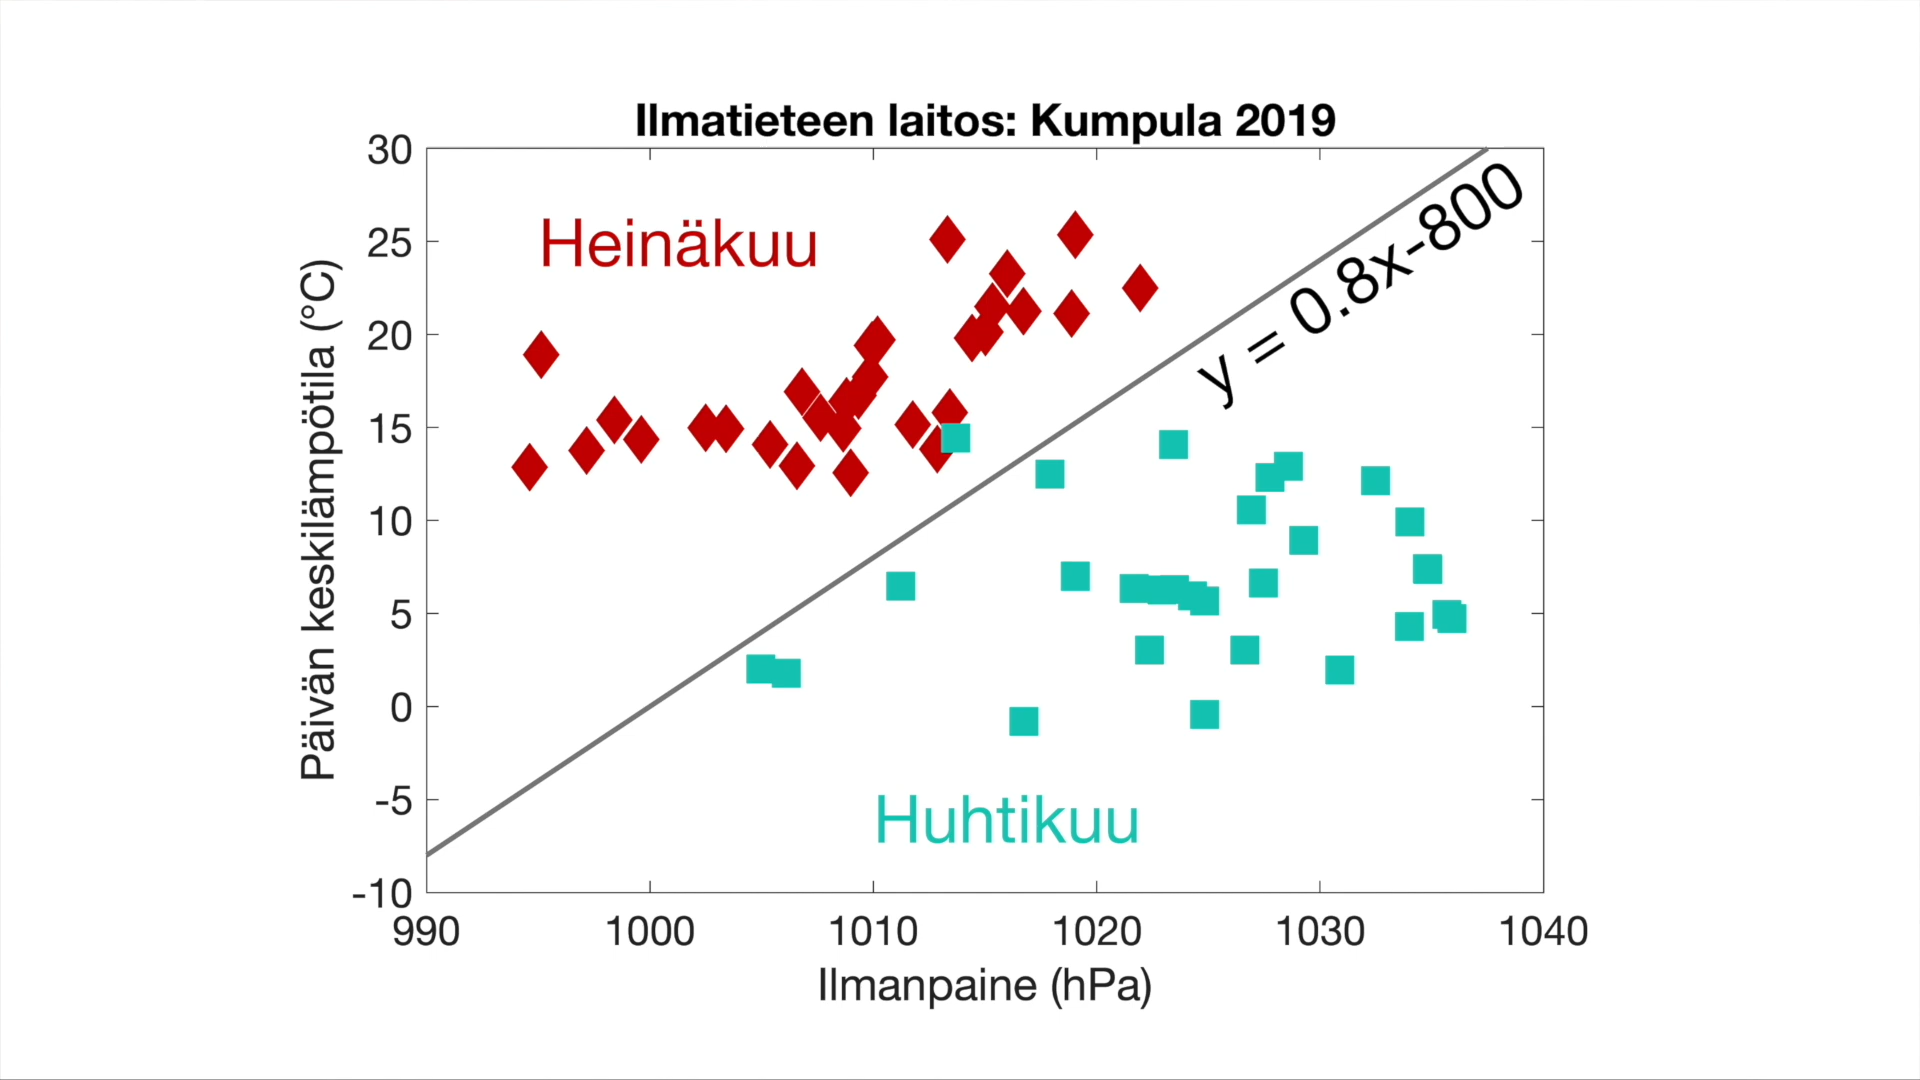 Ilmatieteen laitos: Kumpula 2019
30
25
20
15
10
5
0
-5
-10
Päivän keskilämpötila (°C)
Heinäkuu
y = 0.8x-800
Huhtikuu
990 1000 1010 1020 1030 1040
Ilmanpaine (hPa)